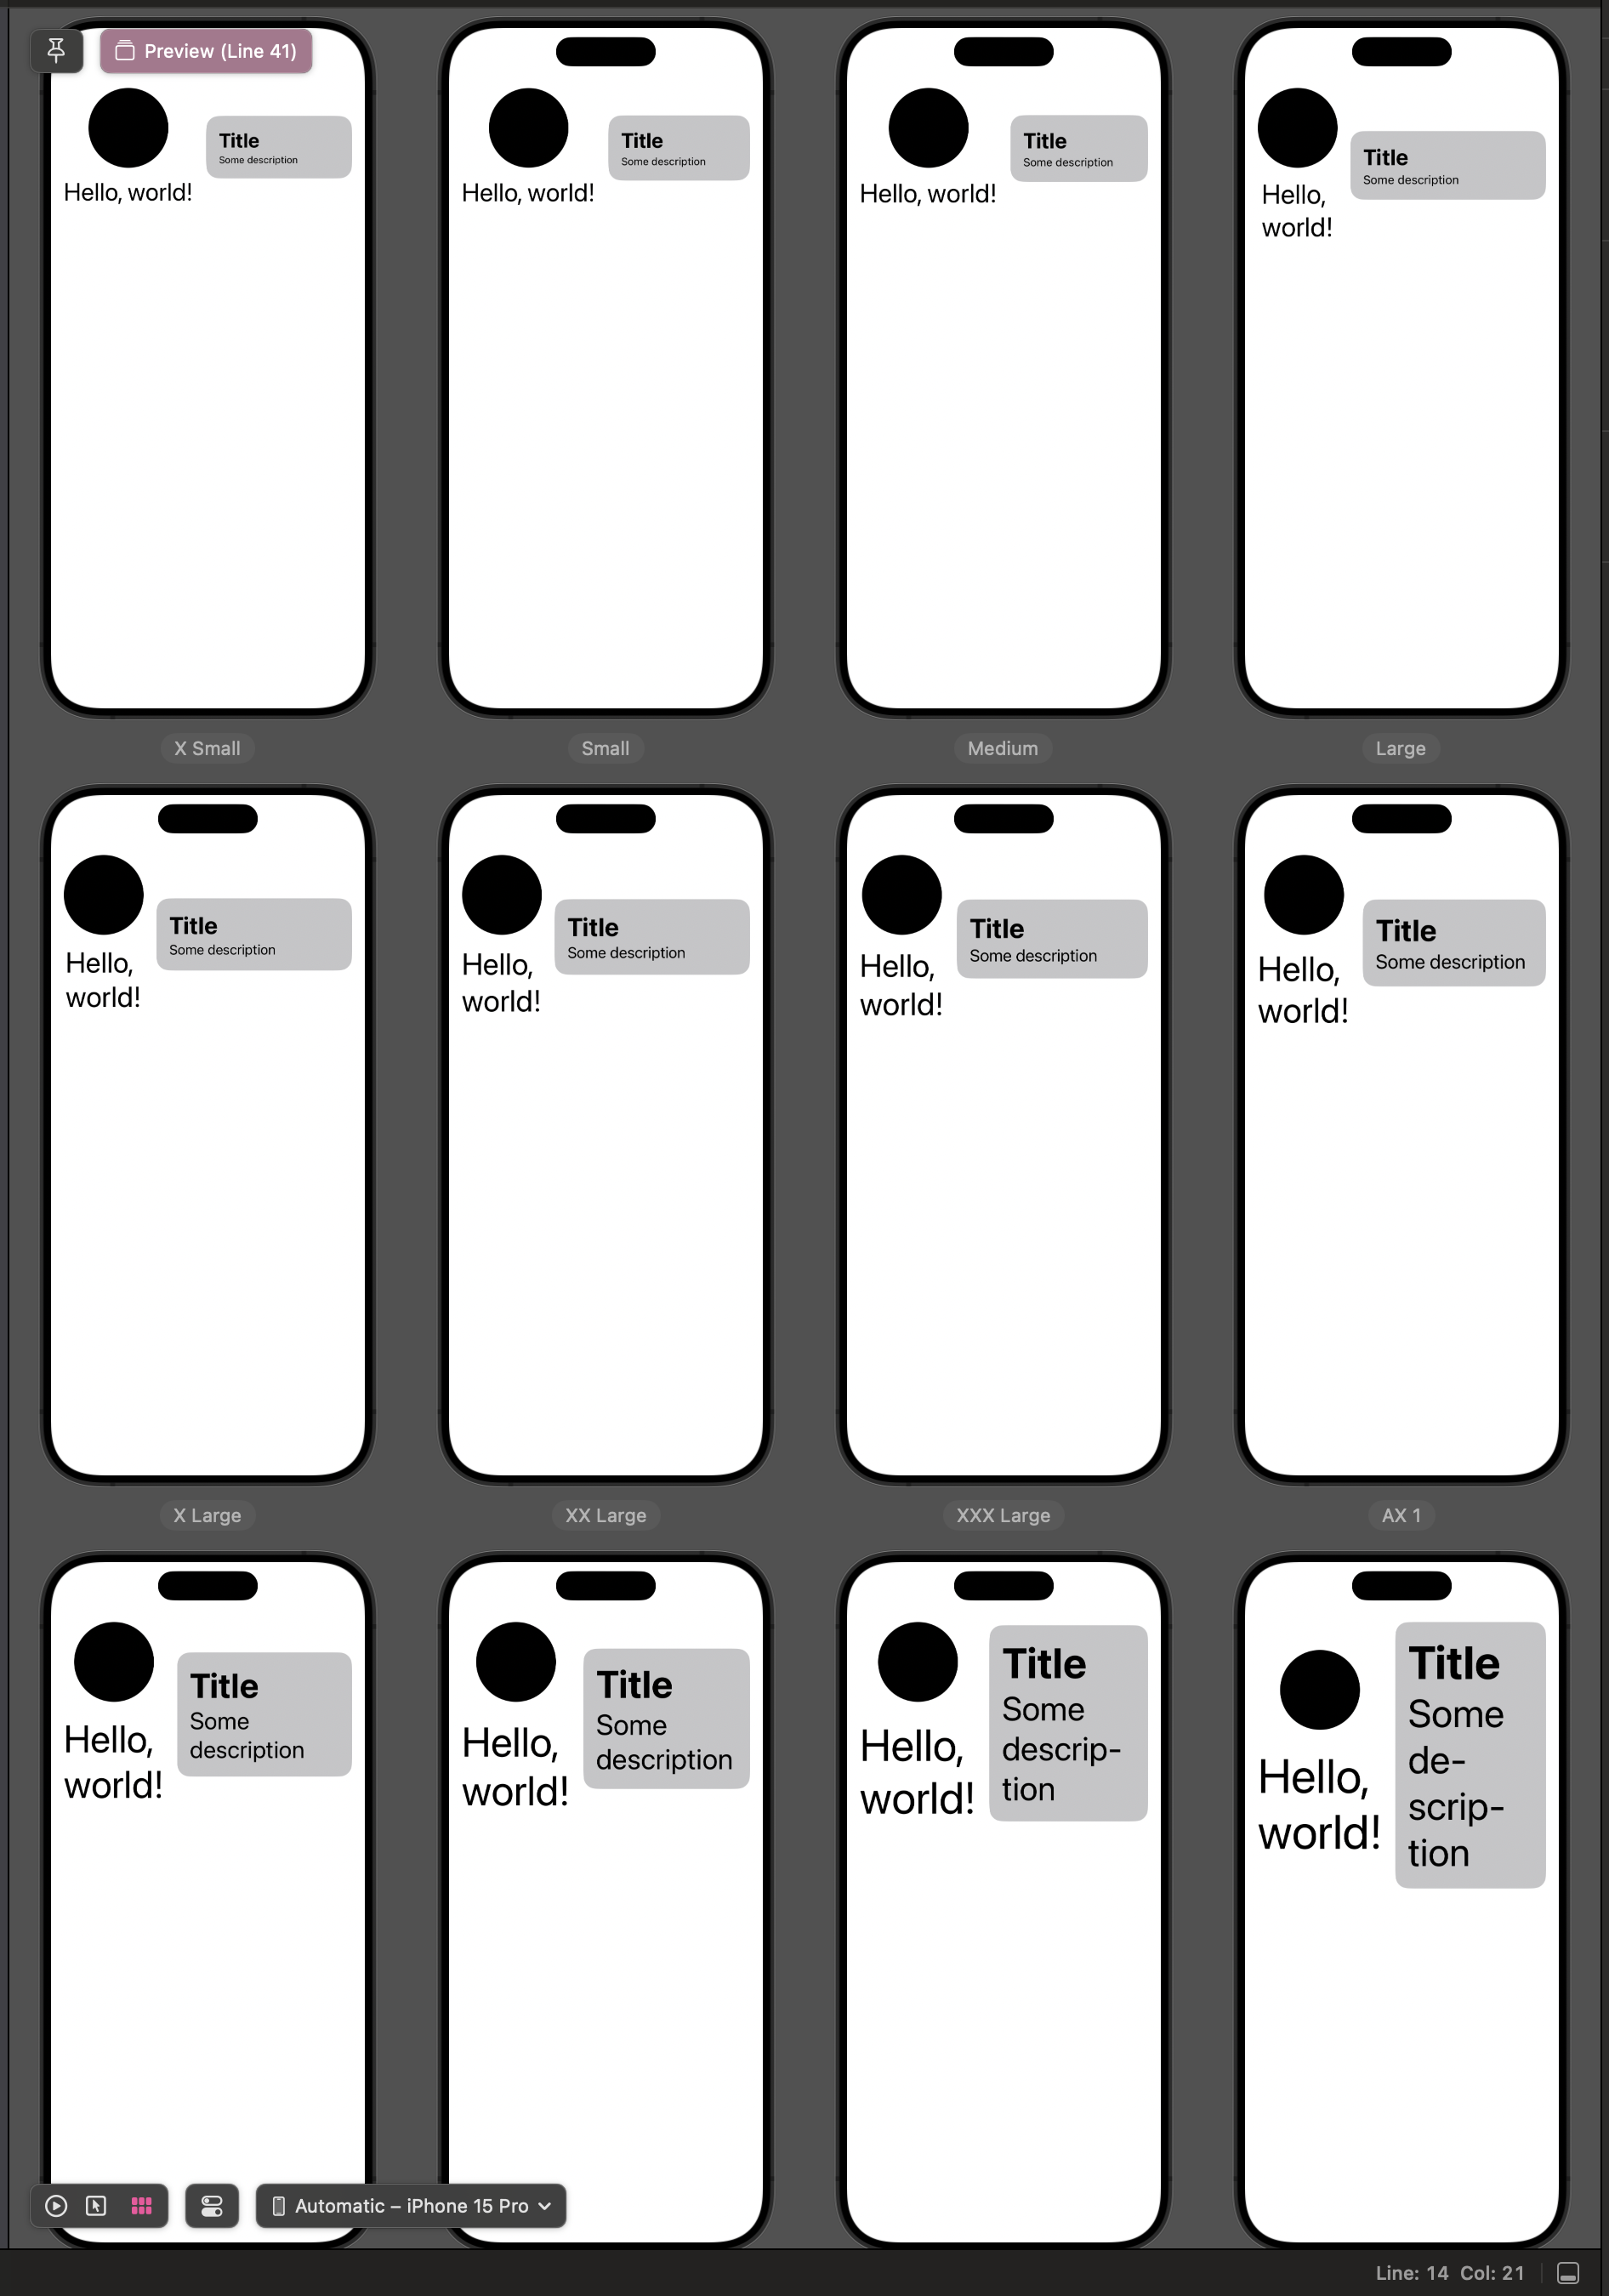 Preview (Line 41)
Title
Some description
Hello, world!
Title
Some description
Hello, world!
Title
Some description
Hello, world!
Title
Some description
Hello,
world!
X Small
Small
Medium
Large
Title
Some description
Hello,
world!
Title
Some description
Hello,
world!
Title
Some description
Hello,
world!
Title
Some description
Hello,
world!
X Large
XX Large
XXX Large
AX 1
Title
Some
description
Hello,
world!
Title
Some
description
Hello,
world!
Title
Some
descrip-
tion
Hello,
world!
Title
Some
de-
scrip-
tion
Hello,
world!
Automatic – iPhone 15 Pro
Line: 14 Col: 21